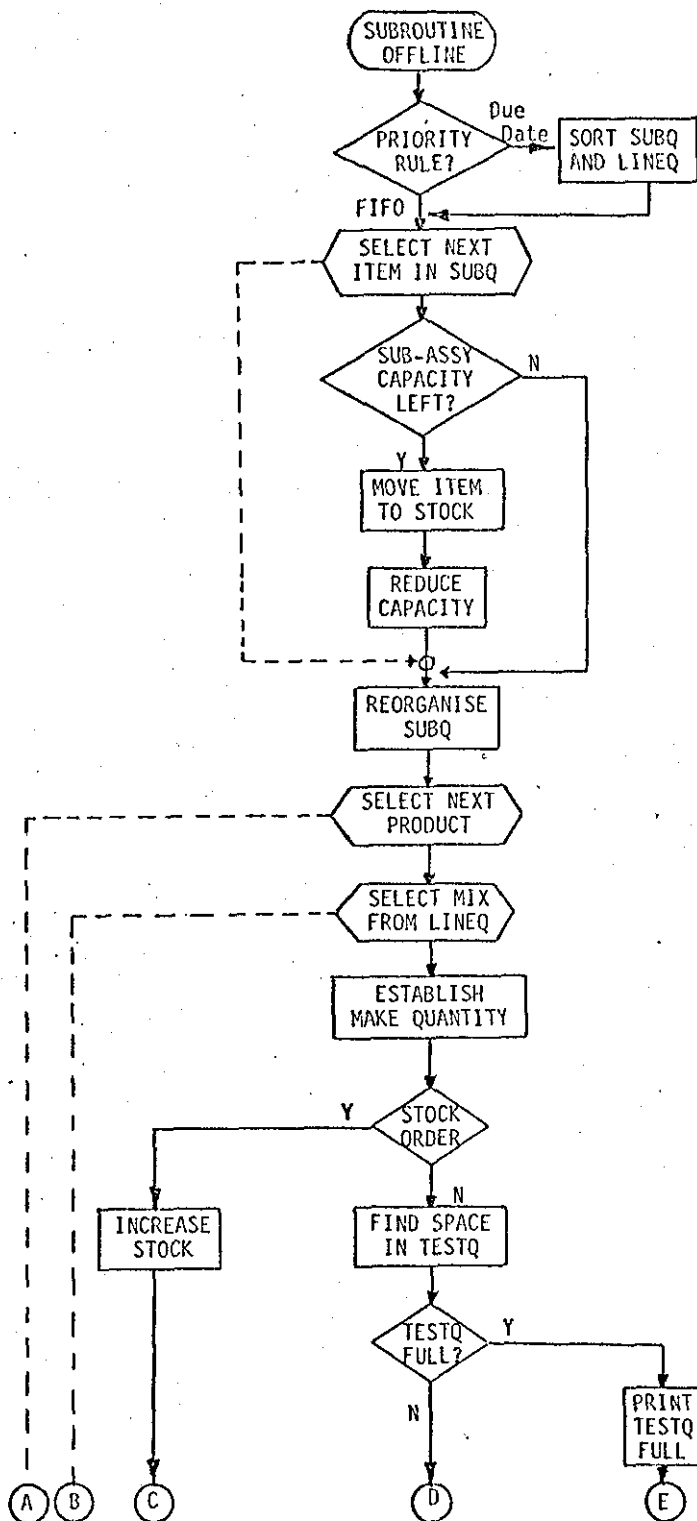 SUBROUTINE
OFFLINE
PRIORITY
RULE?
Due
Date
SORT SUBQ
AND LINEQ
FIFO
SELECT NEXT
ITEM IN SUBQ
SUB-ASSY
CAPACITY
LEFT?
N
Y
MOVE ITEM
TO STOCK
REDUCE
CAPACITY
REORGANISE
SUBQ
SELECT NEXT
PRODUCT
SELECT MIX
FROM LINEQ
ESTABLISH
MAKE QUANTITY
Y
STOCK
ORDER
N
INCREASE
STOCK
FIND SPACE
IN TESTQ
TESTQ
FULL?
Y
N
PRINT
TESTQ
FULL
A
B
C
D
E